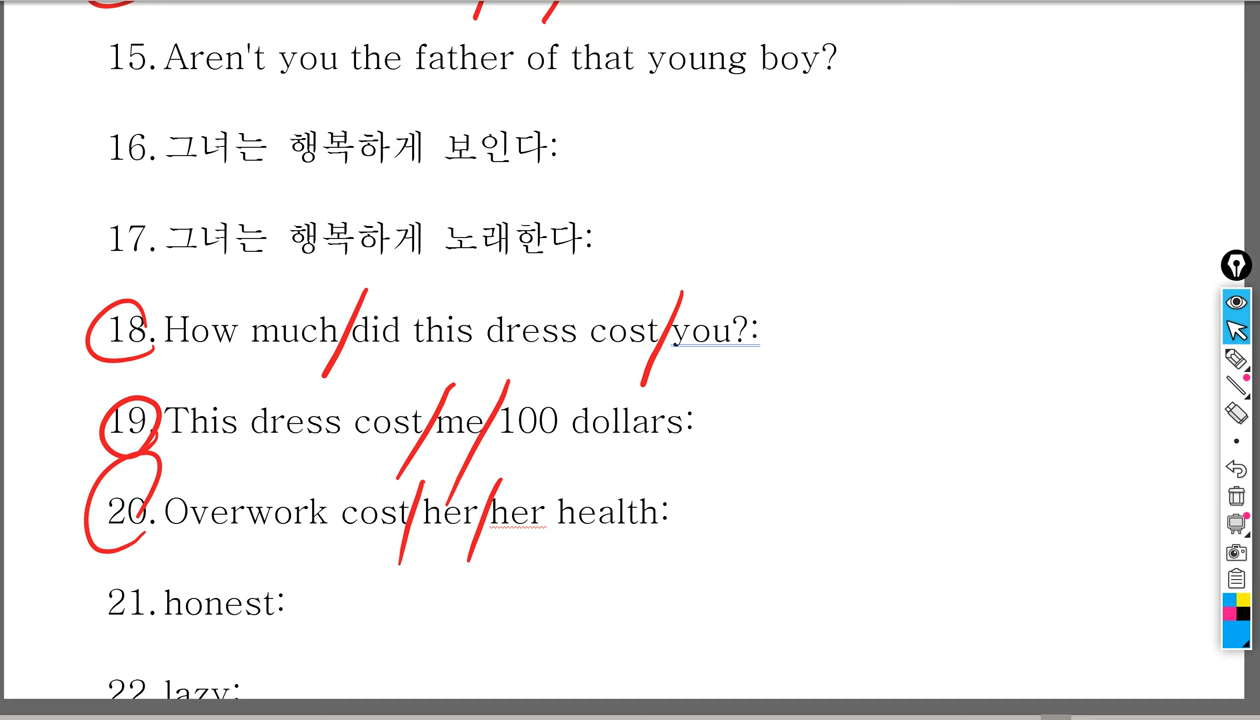 15. Aren't you the father of that young boy?
16. 그녀는 행복하게 보인다:
17. 그녀는 행복하게 노래한다:
18. How much did this dress cost you?:
19. This dress cost me 100 dollars:
20. Overwork cost her her health:
21. honest:
22. lazy: